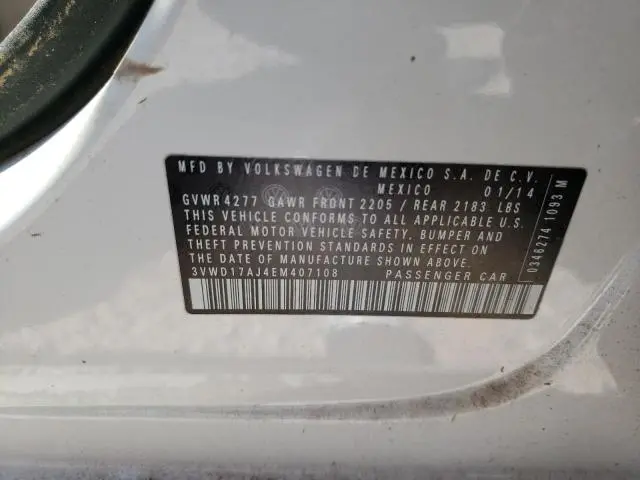 MFD BY VOLKSWAGEN DE MEXICO S.A. DE C.V.
MEXICO 01/14
GVWR 4277 GAWR FRONT 2205 / REAR 2183 LBS
THIS VEHICLE CONFORMS TO ALL APPLICABLE U.S.
FEDERAL MOTOR VEHICLE SAFETY, BUMPER AND
THEFT PREVENTION STANDARDS IN EFFECT ON
THE DATE OF MANUFACTURE SHOWN ABOVE
3VWD17AJ4EM407108 PASSENGER CAR
0346274 1093 M